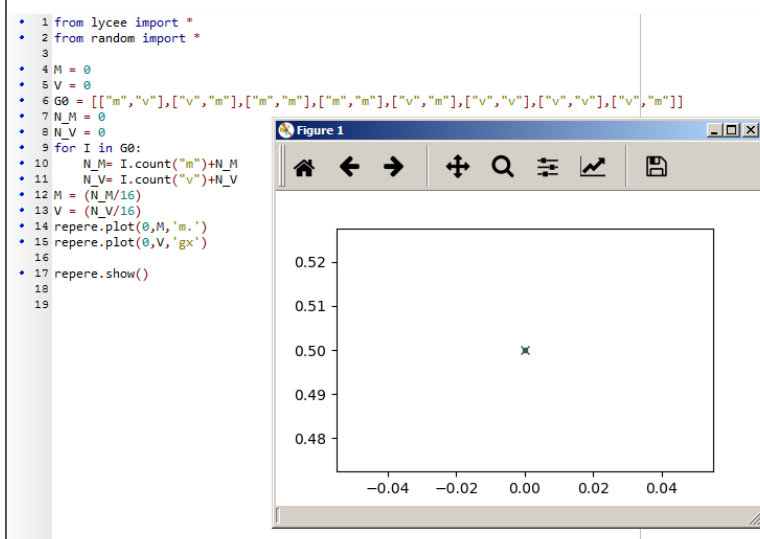 1 from lycee import *
2 from random import *
3
4 M = 0
5 V = 0
6 G0 = [["m","v"],["v","m"],["m","m"],["m","m"],["v","m"],["v","v"],["v","v"],["v","m"]]
7 N_M = 0
8 N_V = 0
9 for I in G0:
10 N_M= I.count("m")+N_M
11 N_V= I.count("v")+N_V
12 M = (N_M/16)
13 V = (N_V/16)
14 repere.plot(0,M,'m.')
15 repere.plot(0,V,'gx')
16
17 repere.show()
18
19
Figure 1
0.52
0.51
0.50
0.49
0.48
−0.04 −0.02 0.00 0.02 0.04